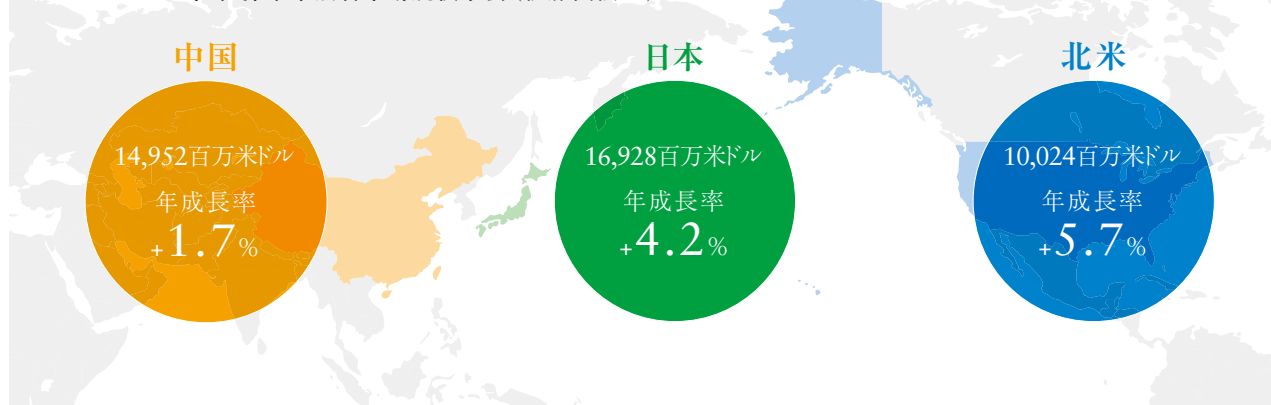 中国
14,952百万米ドル
年成長率
+1.7%
日本
16,928百万米ドル
年成長率
+4.2%
北米
10,024百万米ドル
年成長率
+5.7%